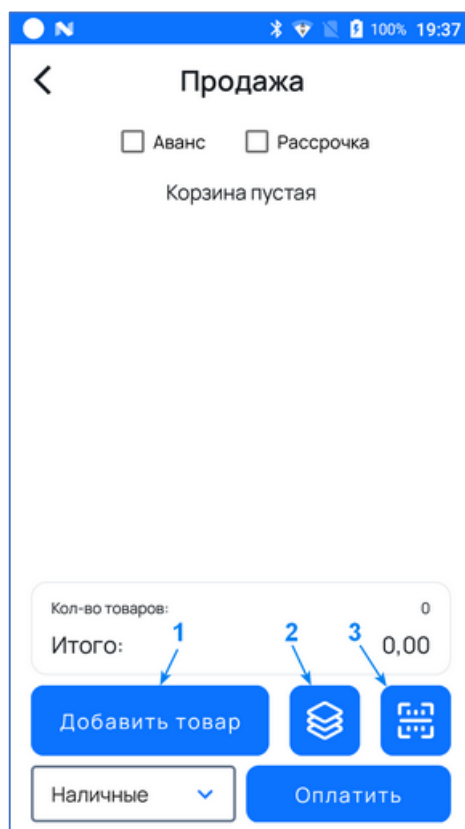 100% 19:37
Продажа
Аванс Рассрочка
Корзина пустая
Кол-во товаров: 0
Итого: 0,00
1 2 3
Добавить товар
Наличные Оплатить